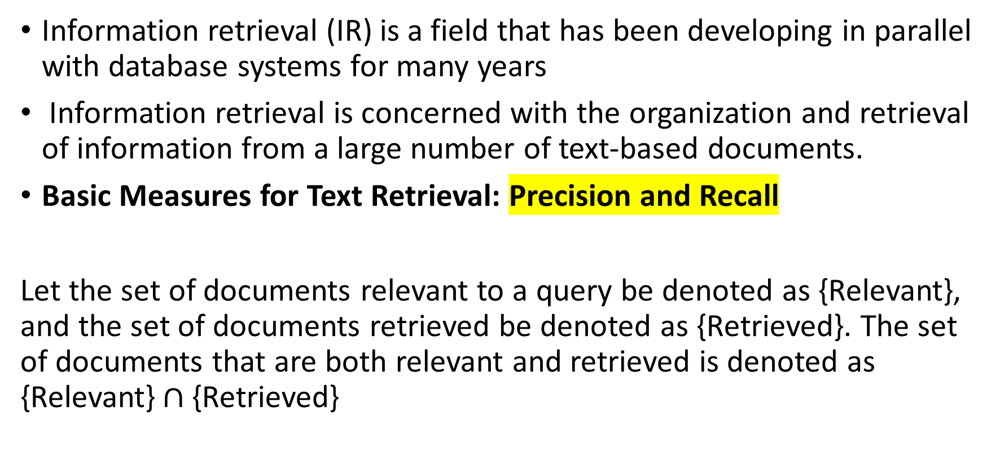 • Information retrieval (IR) is a field that has been developing in parallel
with database systems for many years
• Information retrieval is concerned with the organization and retrieval
of information from a large number of text-based documents.
• Basic Measures for Text Retrieval: Precision and Recall
Let the set of documents relevant to a query be denoted as {Relevant},
and the set of documents retrieved be denoted as {Retrieved}. The set
of documents that are both relevant and retrieved is denoted as
{Relevant} ∩ {Retrieved}